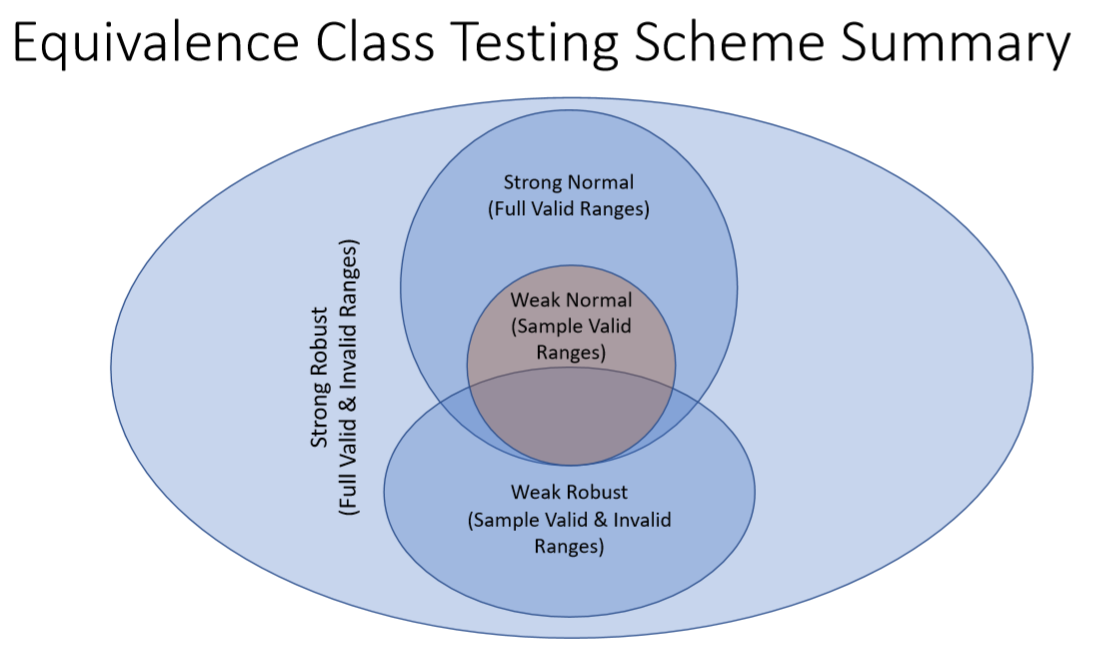 Equivalence Class Testing Scheme Summary
Strong Normal
(Full Valid Ranges)
Weak Normal
(Sample Valid
Ranges)
Strong Robust
(Full Valid & Invalid Ranges)
Weak Robust
(Sample Valid & Invalid
Ranges)